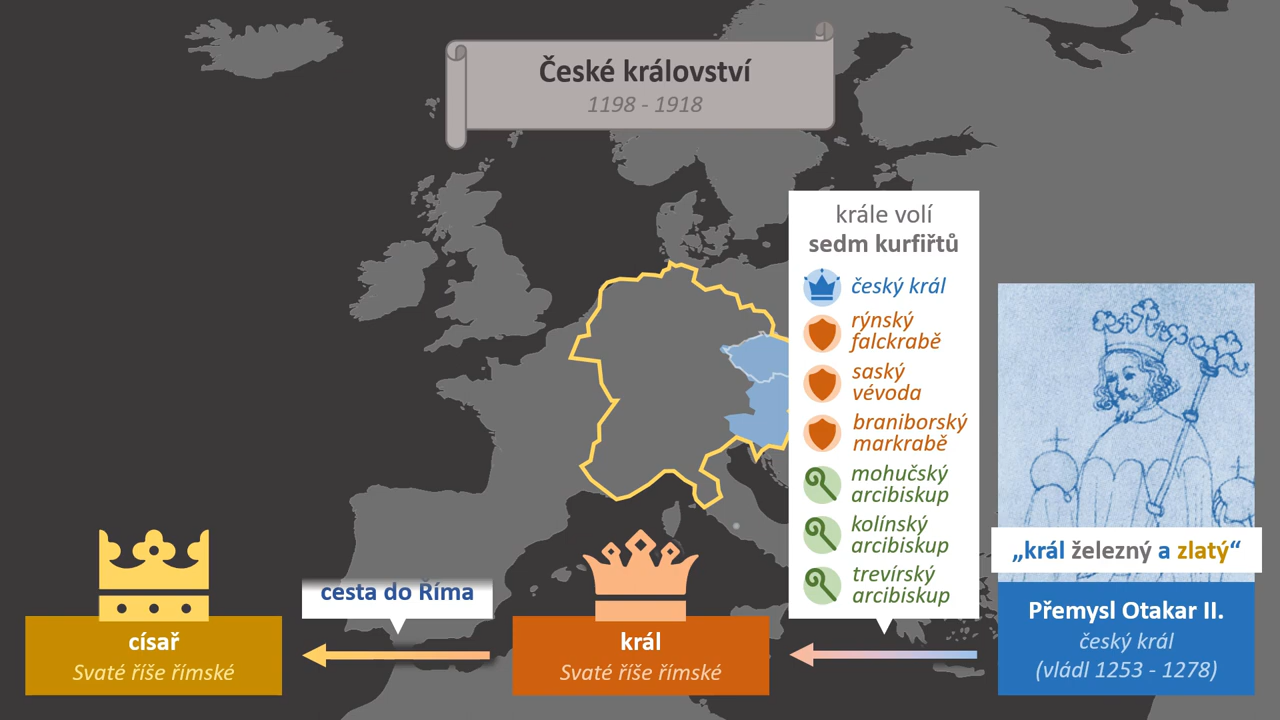 České království
1198 - 1918
krále volí
sedm kurfiřtů
český král
rýnský
falckrabě
saský
vévoda
braniborský
markrabě
mohučský
arcibiskup
kolínský
arcibiskup
trevírský
arcibiskup
„král železný a zlatý“
Přemysl Otakar II.
český král
(vládl 1253 - 1278)
cesta do Říma
král
Svaté říše římské
císař
Svaté říše římské